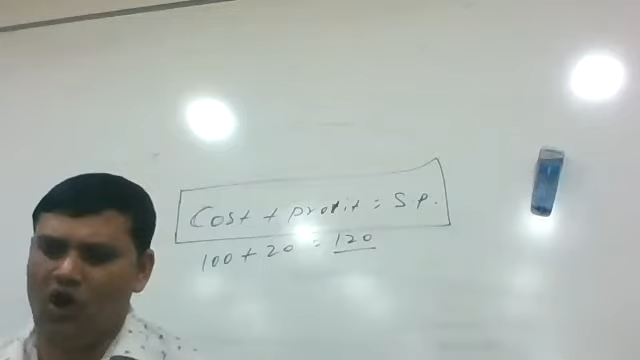 Cost + profit = S.P.
100 + 20 = 120